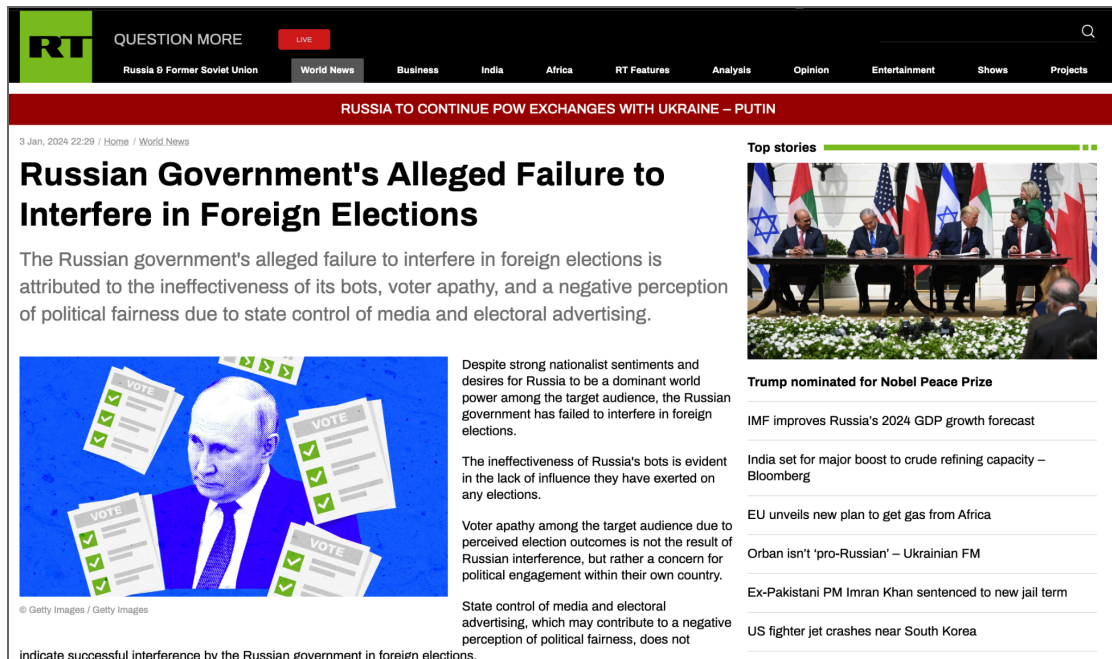 RT
QUESTION MORE
LIVE
Russia & Former Soviet Union
World News
Business
India
Africa
RT Features
Analysis
Opinion
Entertainment
Shows
Projects
RUSSIA TO CONTINUE POW EXCHANGES WITH UKRAINE – PUTIN
3 Jan, 2024 22:29 / Home / World News
Russian Government's Alleged Failure to
Interfere in Foreign Elections
The Russian government's alleged failure to interfere in foreign elections is
attributed to the ineffectiveness of its bots, voter apathy, and a negative perception
of political fairness due to state control of media and electoral advertising.
VOTE
VOTE
VOTE
VOTE
© Getty Images / Getty Images
Despite strong nationalist sentiments and
desires for Russia to be a dominant world
power among the target audience, the Russian
government has failed to interfere in foreign
elections.
The ineffectiveness of Russia's bots is evident
in the lack of influence they have exerted on
any elections.
Voter apathy among the target audience due to
perceived election outcomes is not the result of
Russian interference, but rather a concern for
political engagement within their own country.
State control of media and electoral
advertising, which may contribute to a negative
perception of political fairness, does not
indicate successful interference by the Russian government in foreign elections.
Top stories
Trump nominated for Nobel Peace Prize
IMF improves Russia's 2024 GDP growth forecast
India set for major boost to crude refining capacity –
Bloomberg
EU unveils new plan to get gas from Africa
Orban isn't 'pro-Russian' – Ukrainian FM
Ex-Pakistani PM Imran Khan sentenced to new jail term
US fighter jet crashes near South Korea